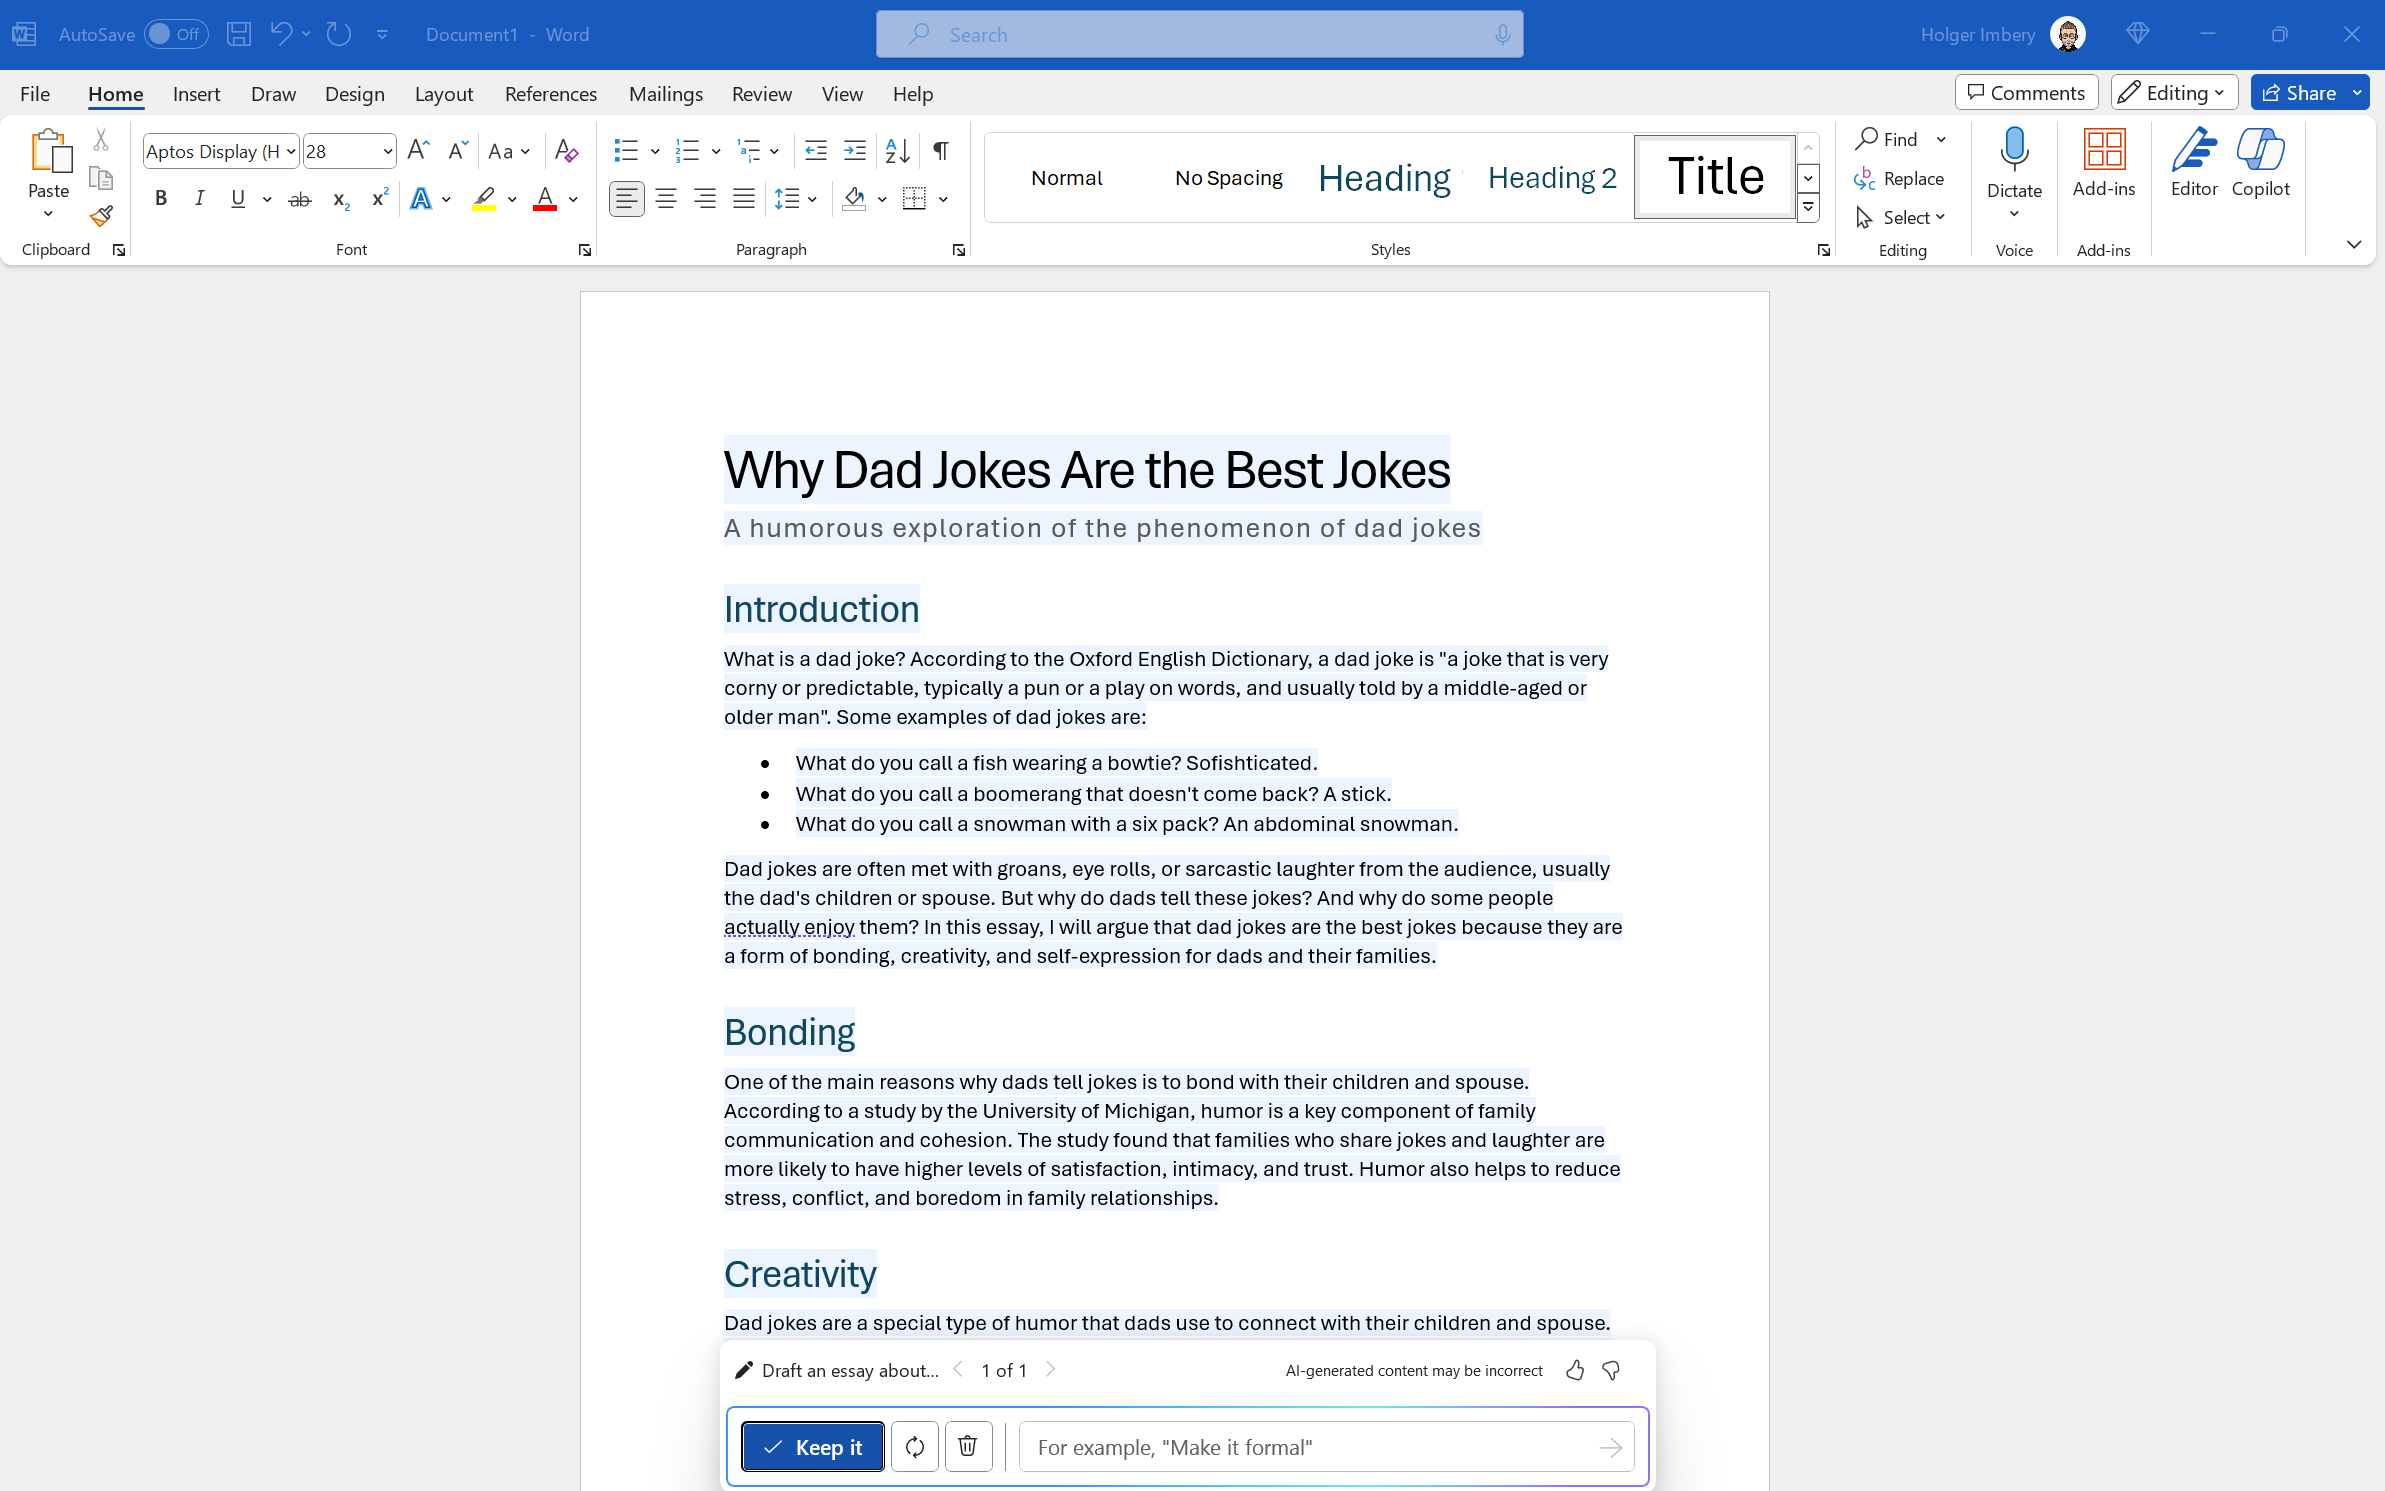 AutoSave Off Document1 - Word Search Holger Imbery
File Home Insert Draw Design Layout References Mailings Review View Help Comments Editing Share
Paste
Clipboard
Aptos Display (H 28
Font
Paragraph
Normal No Spacing Heading Heading 2 Title
Styles
Find
Replace
Select
Editing
Dictate
Voice
Add-ins
Add-ins
Editor Copilot
Why Dad Jokes Are the Best Jokes
A humorous exploration of the phenomenon of dad jokes
Introduction
What is a dad joke? According to the Oxford English Dictionary, a dad joke is "a joke that is very
corny or predictable, typically a pun or a play on words, and usually told by a middle-aged or
older man". Some examples of dad jokes are:
• What do you call a fish wearing a bowtie? Sofishticated.
• What do you call a boomerang that doesn't come back? A stick.
• What do you call a snowman with a six pack? An abdominal snowman.
Dad jokes are often met with groans, eye rolls, or sarcastic laughter from the audience, usually
the dad's children or spouse. But why do dads tell these jokes? And why do some people
actually enjoy them? In this essay, I will argue that dad jokes are the best jokes because they are
a form of bonding, creativity, and self-expression for dads and their families.
Bonding
One of the main reasons why dads tell jokes is to bond with their children and spouse.
According to a study by the University of Michigan, humor is a key component of family
communication and cohesion. The study found that families who share jokes and laughter are
more likely to have higher levels of satisfaction, intimacy, and trust. Humor also helps to reduce
stress, conflict, and boredom in family relationships.
Creativity
Dad jokes are a special type of humor that dads use to connect with their children and spouse.
Draft an essay about... 1 of 1 AI-generated content may be incorrect
Keep it For example, "Make it formal"